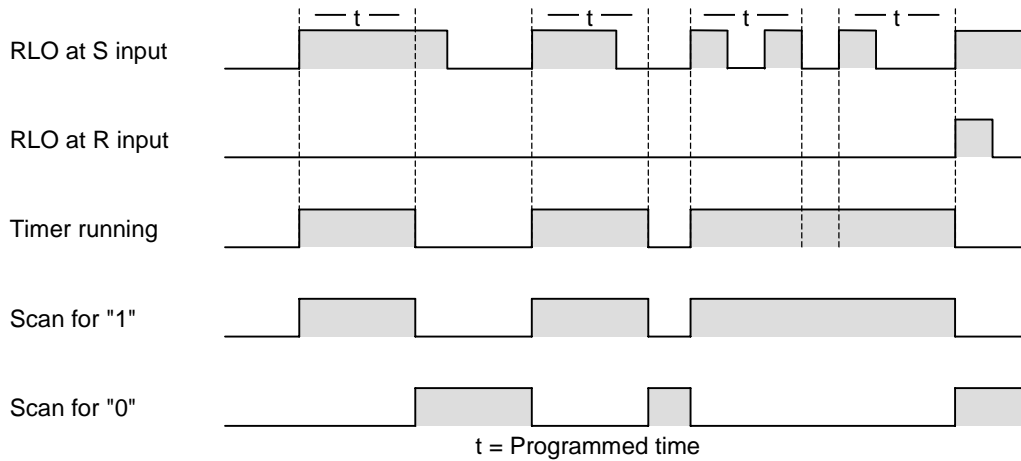 t t t t
RLO at S input
RLO at R input
Timer running
Scan for "1"
Scan for "0"
t = Programmed time